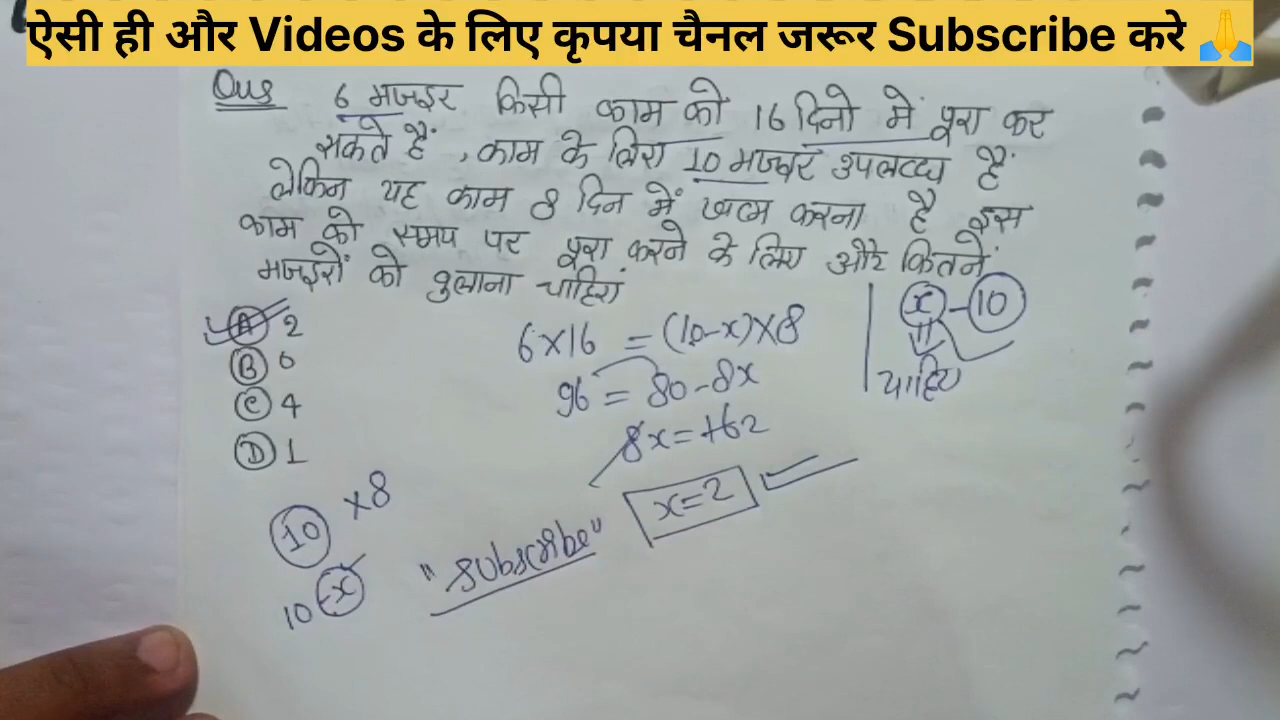 ऐसी ही और Videos के लिए कृपया चैनल जरूर Subscribe करे 🙏
Ques 6 मजदुर किसी काम को 16 दिनो में पूरा कर
सकते हैं , काम के लिए 10 मजदुर उपलब्ध हैं
लेकिन यह काम 8 दिन में खत्म करना है इस
काम को समय पर पूरा करने के लिए और कितने
मजदुरों को बुलाना चाहिए
(A) 2
(B) 0
(C) 4
(D) 1
6×16 = (10-x)×8
96 = 80-8x
8x=+62
x=2
x-10
चाहिए
10 ×8
10-x
"subscribe"